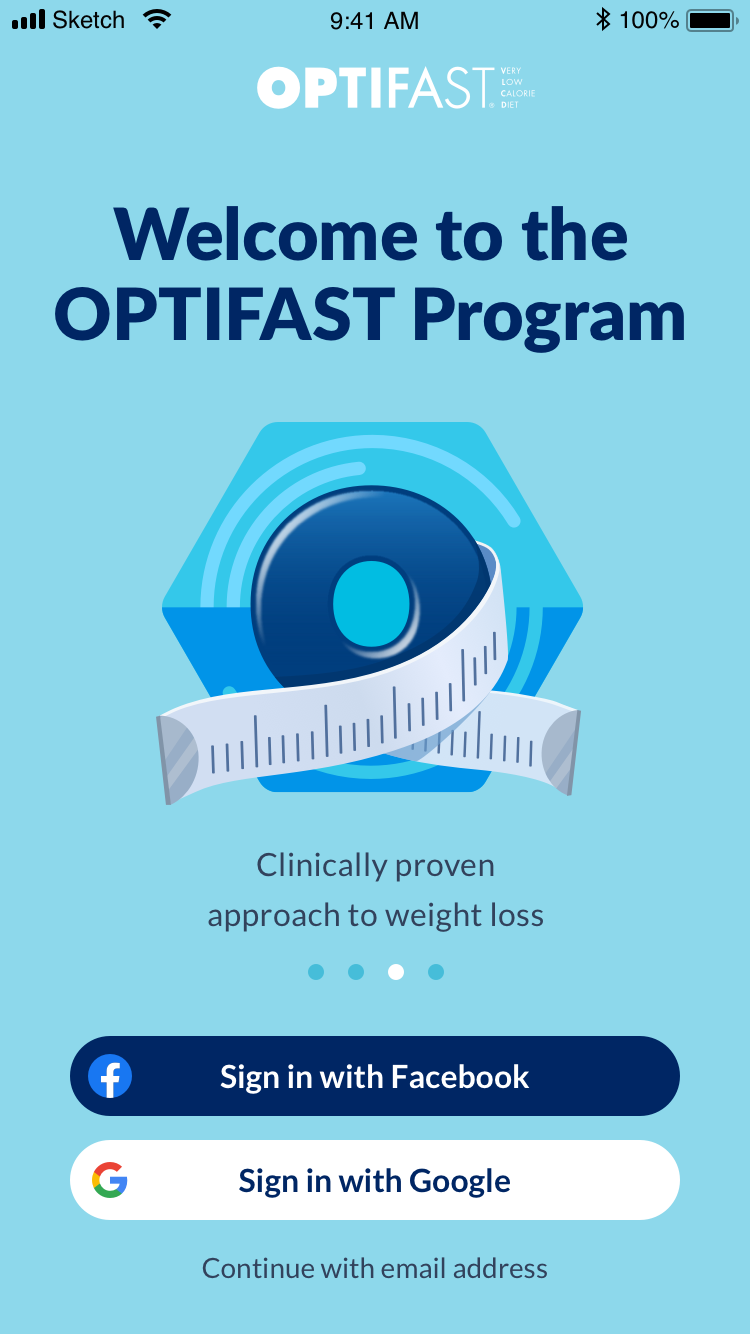 Sketch 9:41 AM 100%
OPTIFAST®
VERY
LOW
CALORIE
DIET
Welcome to the
OPTIFAST Program
Clinically proven
approach to weight loss
Sign in with Facebook
Sign in with Google
Continue with email address